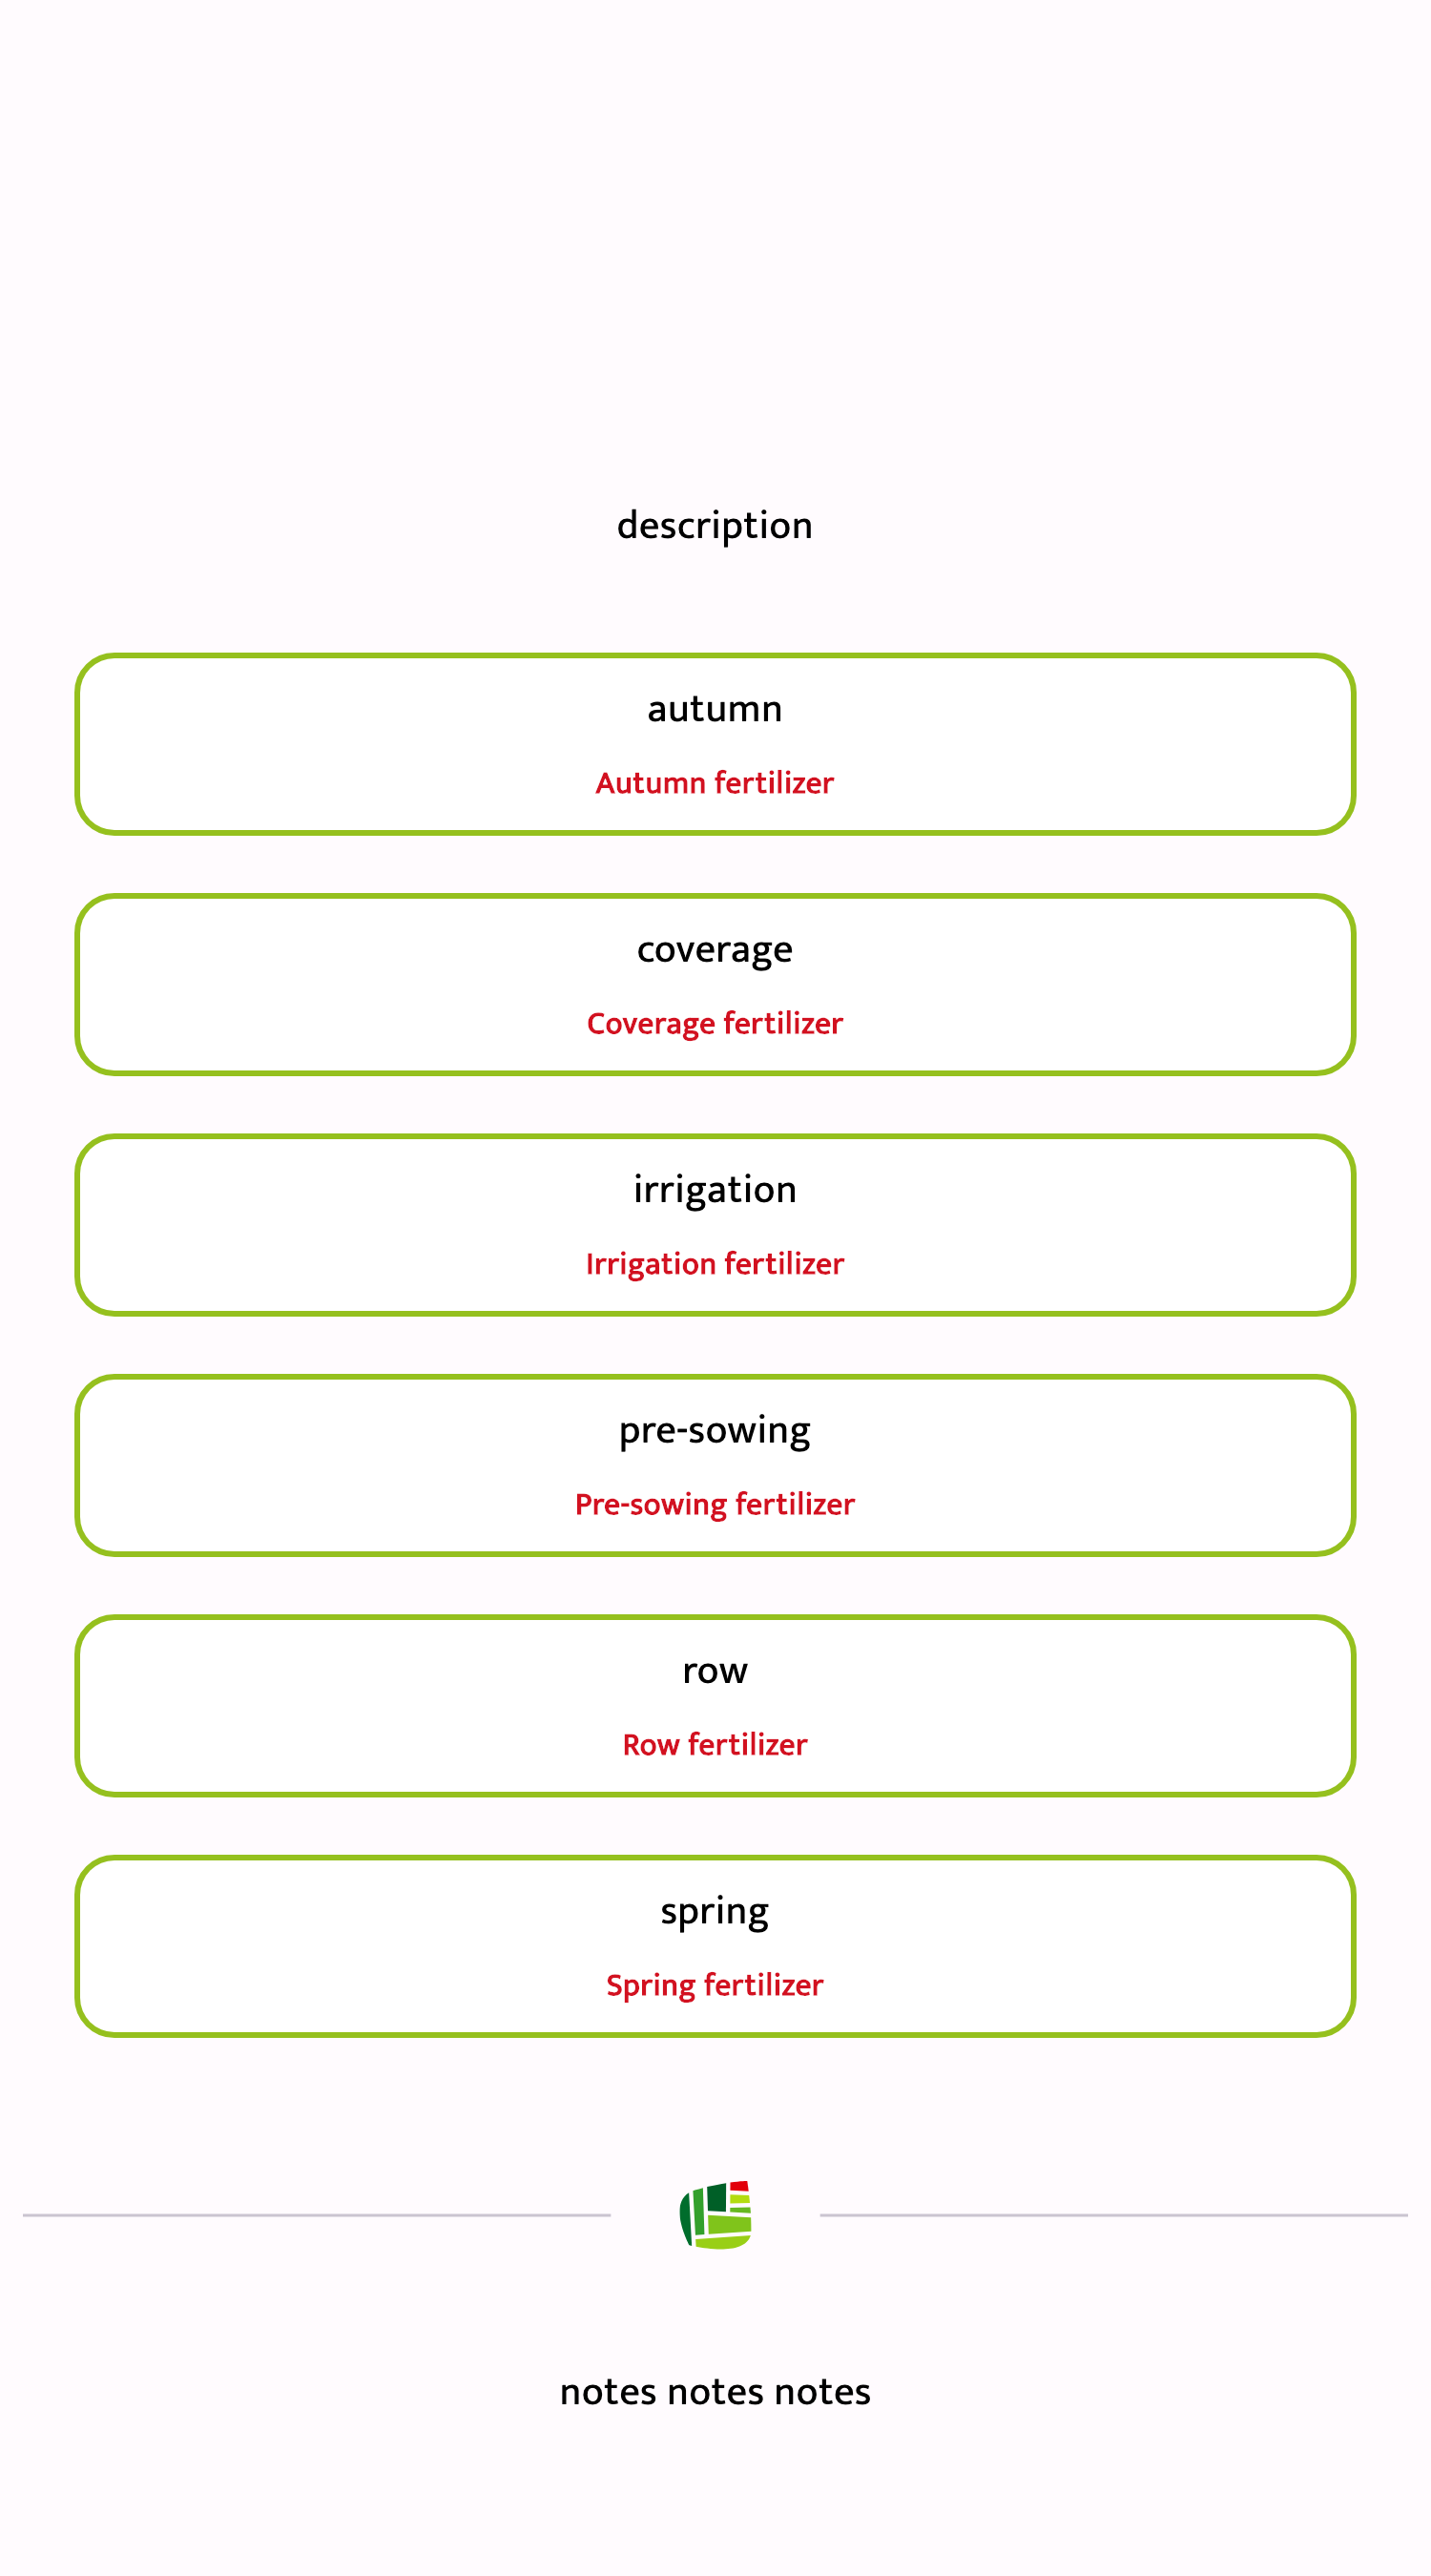 description
autumn
Autumn fertilizer
coverage
Coverage fertilizer
irrigation
Irrigation fertilizer
pre-sowing
Pre-sowing fertilizer
row
Row fertilizer
spring
Spring fertilizer
notes notes notes